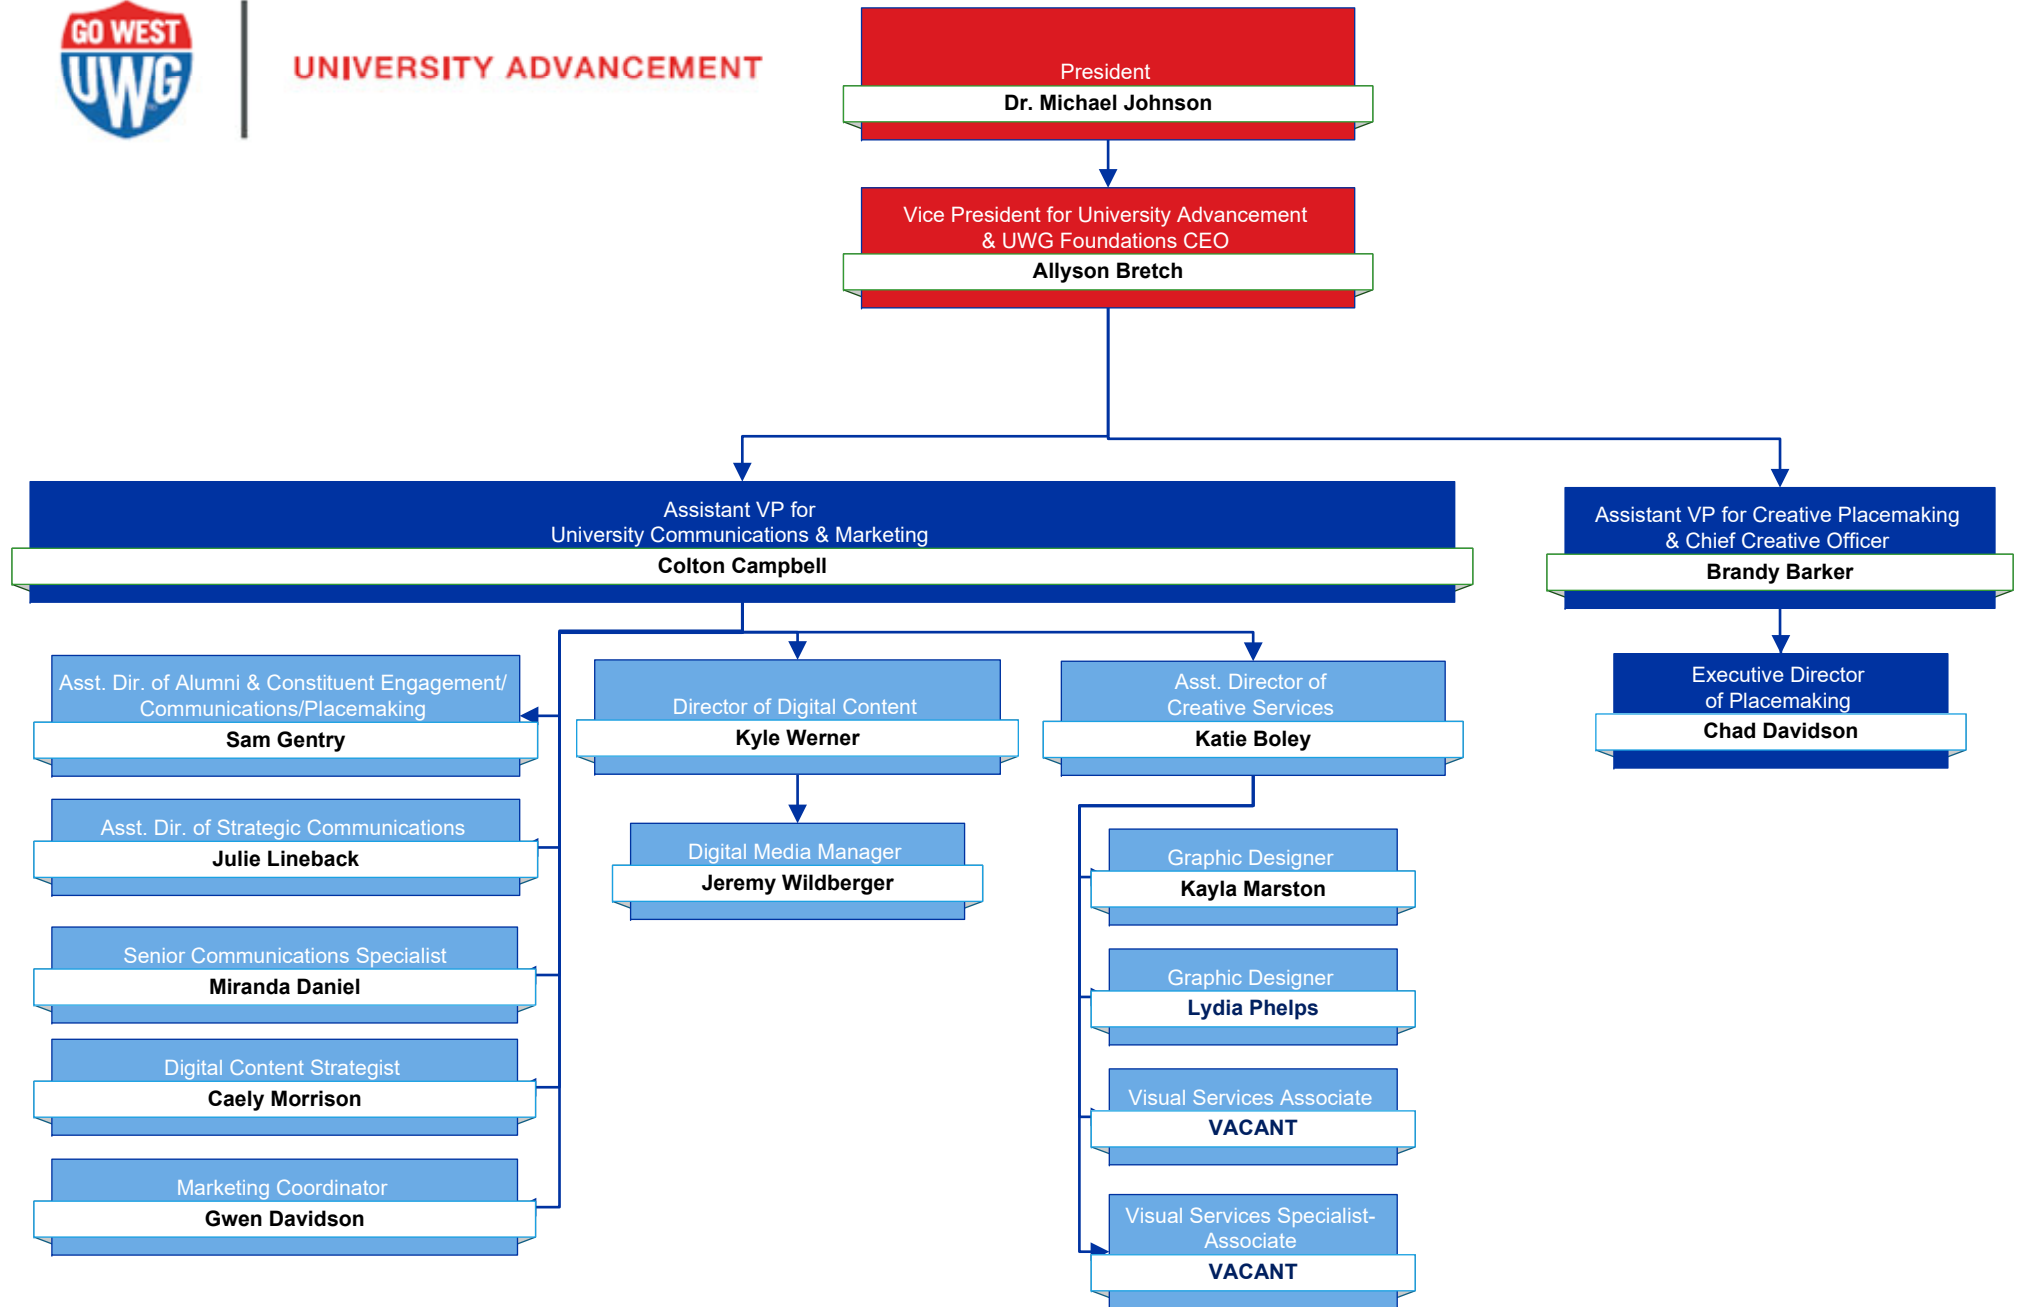 GO WEST
UWG
UNIVERSITY ADVANCEMENT
President
Dr. Michael Johnson
Vice President for University Advancement
& UWG Foundations CEO
Allyson Bretch
Assistant VP for
University Communications & Marketing
Colton Campbell
Assistant VP for Creative Placemaking
& Chief Creative Officer
Brandy Barker
Asst. Dir. of Alumni & Constituent Engagement/
Communications/Placemaking
Sam Gentry
Director of Digital Content
Kyle Werner
Asst. Director of
Creative Services
Katie Boley
Executive Director
of Placemaking
Chad Davidson
Asst. Dir. of Strategic Communications
Julie Lineback
Digital Media Manager
Jeremy Wildberger
Graphic Designer
Kayla Marston
Senior Communications Specialist
Miranda Daniel
Graphic Designer
Lydia Phelps
Digital Content Strategist
Caely Morrison
Visual Services Associate
VACANT
Marketing Coordinator
Gwen Davidson
Visual Services Specialist-
Associate
VACANT